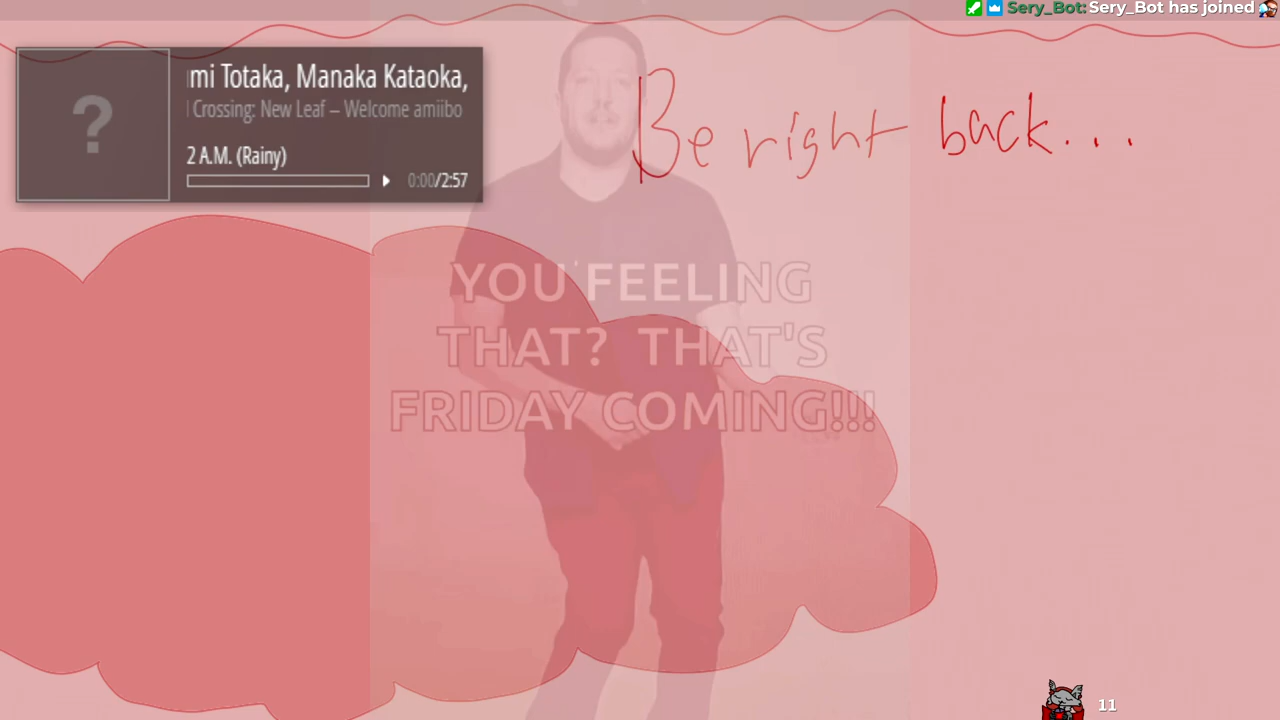 Sery_Bot: Sery_Bot has joined
mi Totaka, Manaka Kataoka,
Crossing: New Leaf – Welcome amiibo
2 A.M. (Rainy)
0:00/2:57
Be right back...
YOU FEELING
THAT? THAT'S
FRIDAY COMING!!!
11